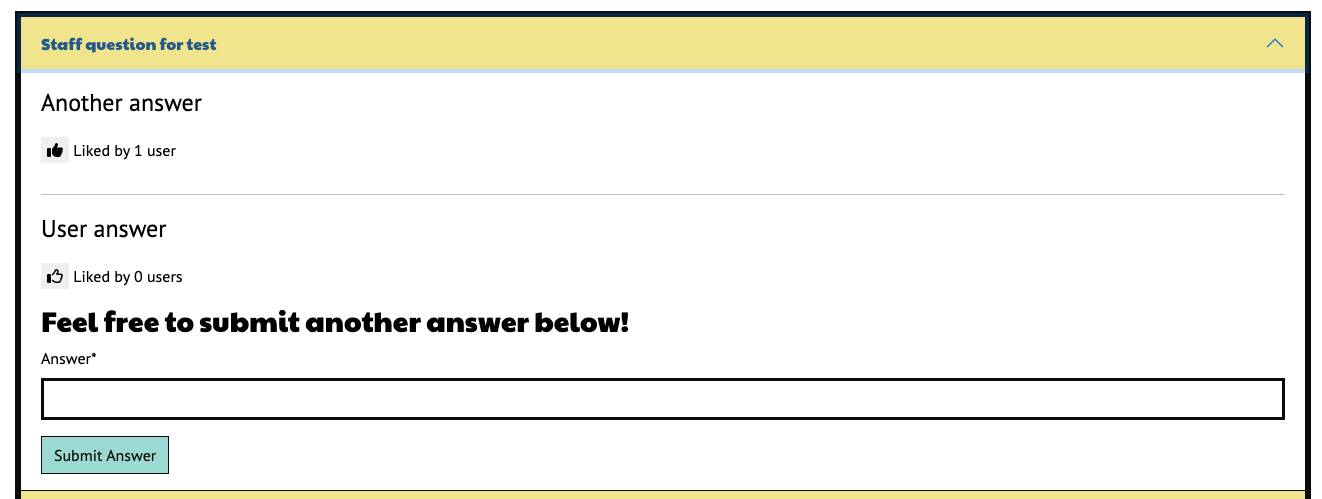 Staff question for test
Another answer
Liked by 1 user
User answer
Liked by 0 users
Feel free to submit another answer below!
Answer*
Submit Answer